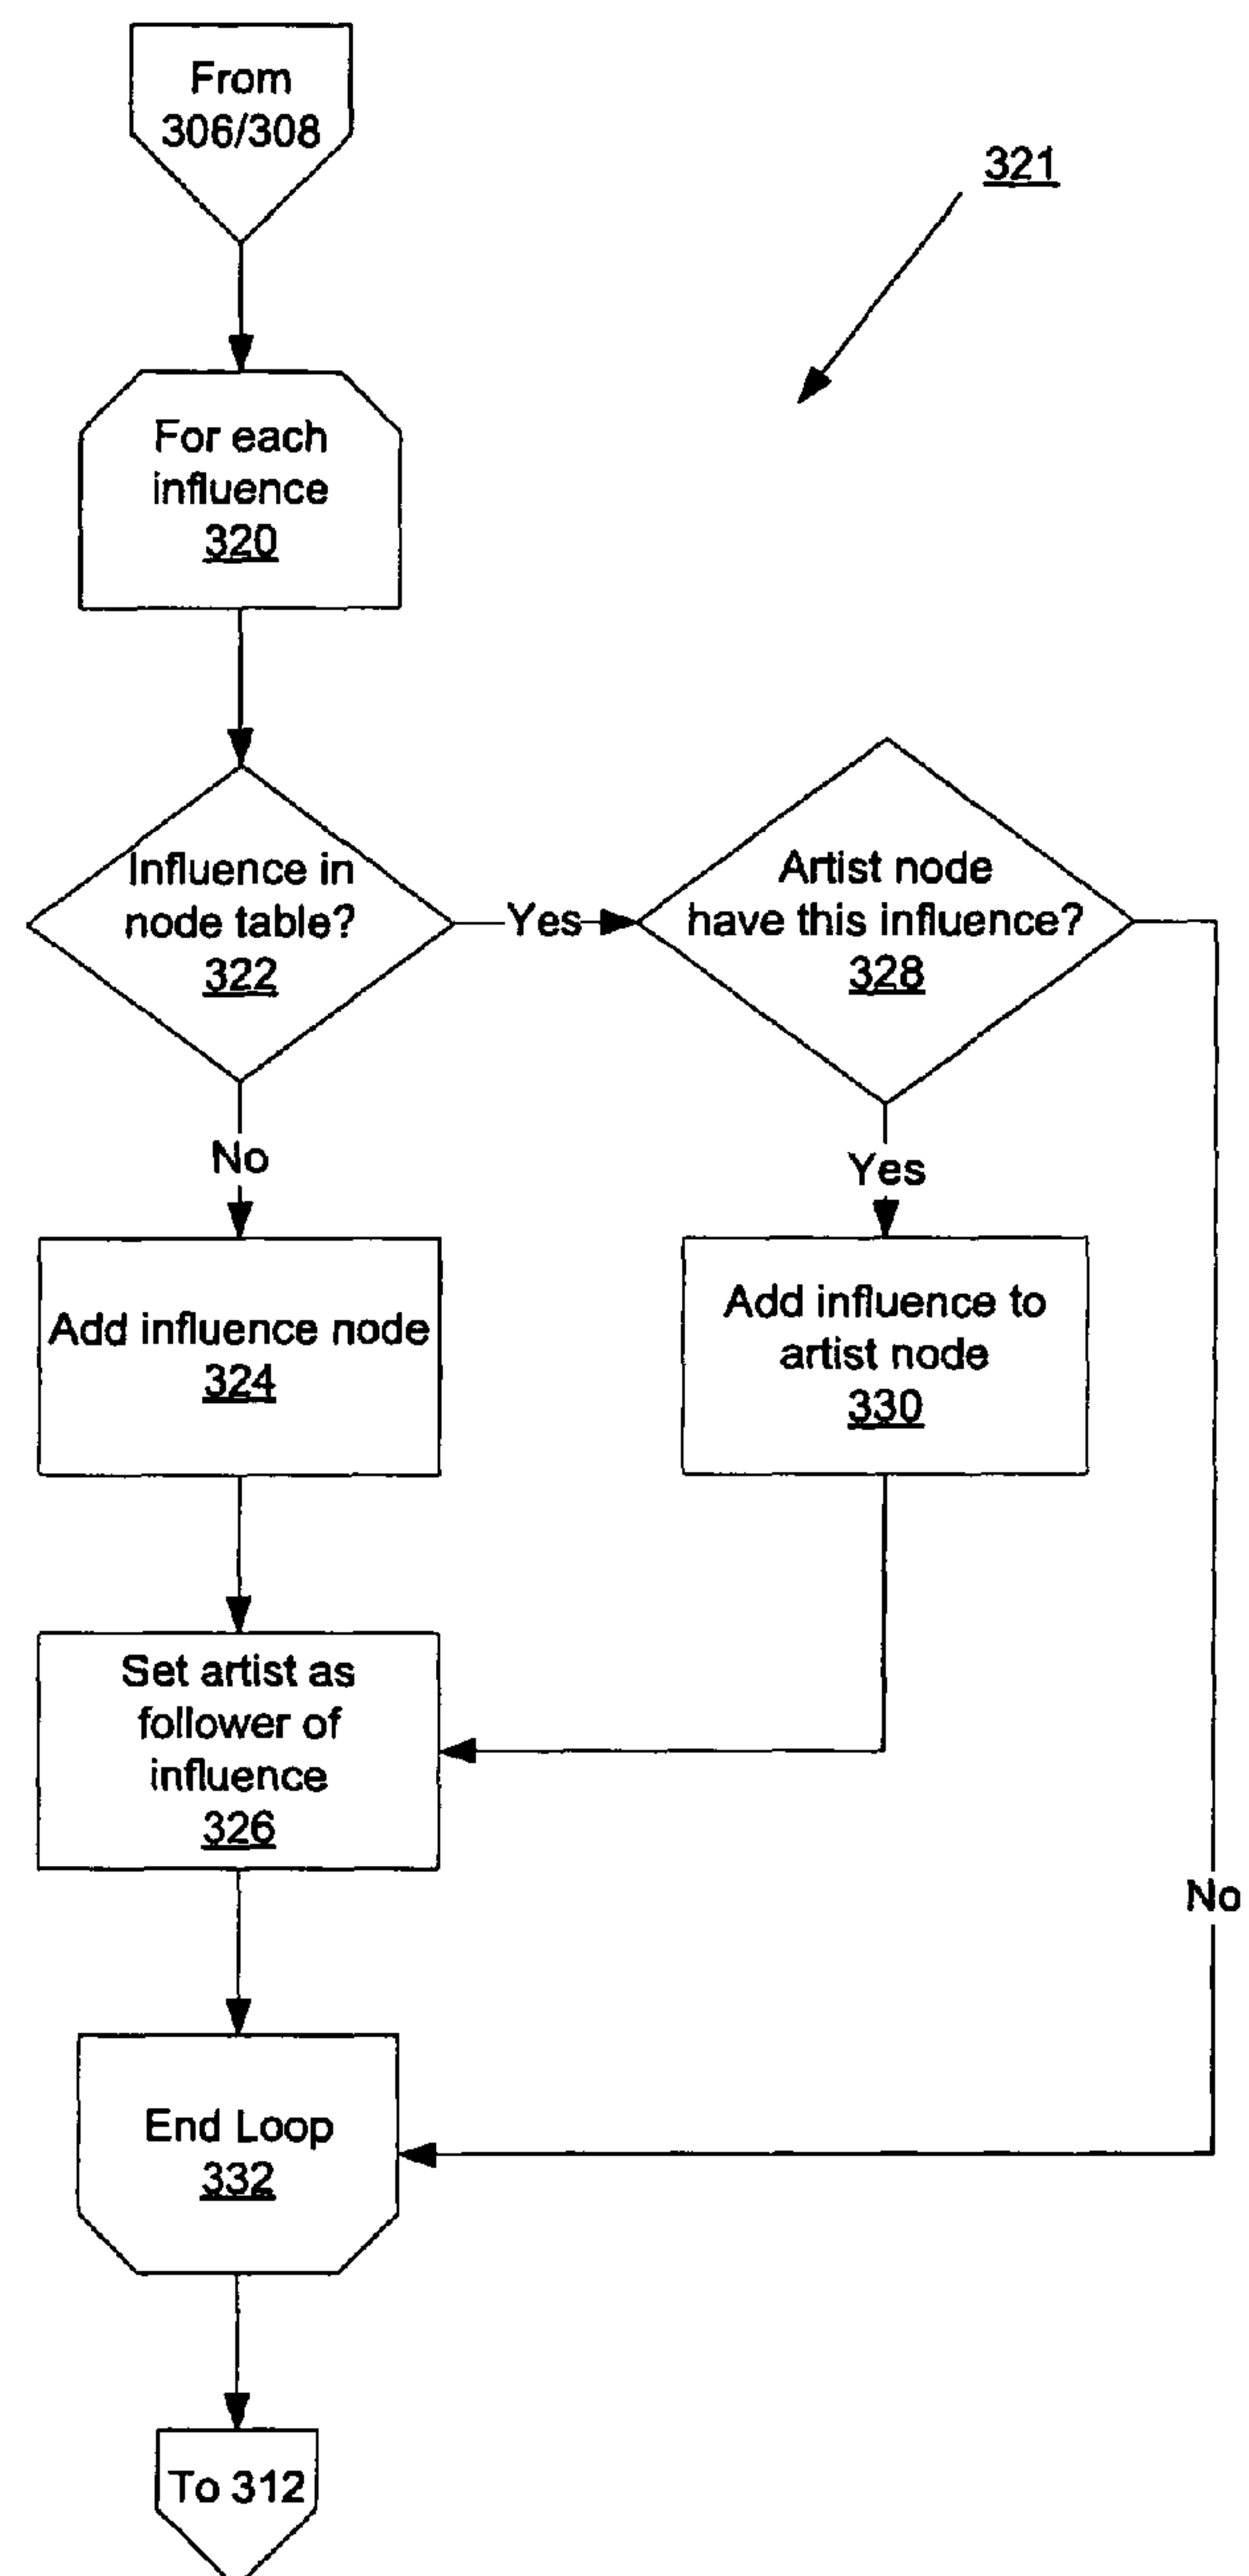 From
306/308
321
For each
influence
320
Influence in
node table?
322
Yes
Artist node
have this influence?
328
No
Yes
Add influence node
324
Add influence to
artist node
330
Set artist as
follower of
influence
326
No
End Loop
332
To 312